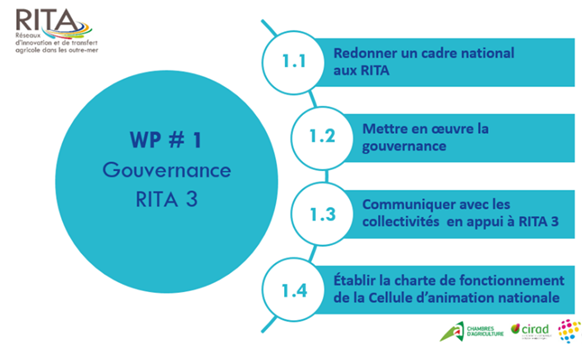 RITA
Réseaux
d'innovation et de transfert
agricole dans les outre-mer
WP # 1
Gouvernance
RITA 3
1.1
Redonner un cadre national
aux RITA
1.2
Mettre en œuvre la
gouvernance
1.3
Communiquer avec les
collectivités en appui à RITA 3
1.4
Établir la charte de fonctionnement
de la Cellule d'animation nationale
CHAMBRES
D'AGRICULTURE
cirad